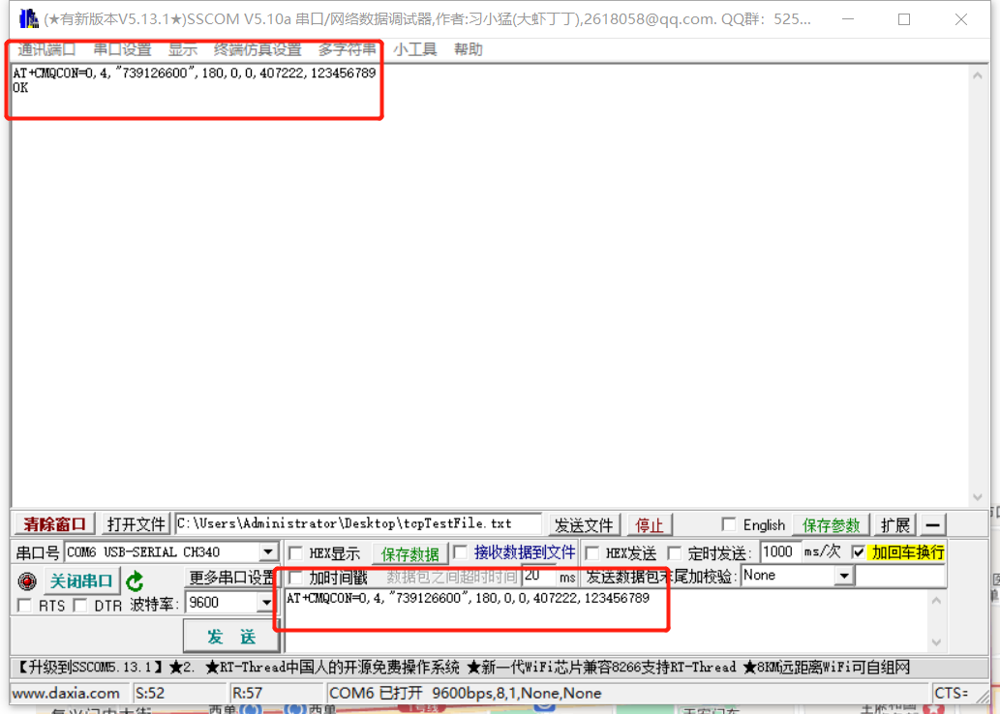 (★有新版本V5.13.1★)SSCOM V5.10a 串口/网络数据调试器,作者:习小猛(大虾丁丁),2618058@qq.com. QQ群：525...
通讯端口 串口设置 显示 终端仿真设置 多字符串 小工具 帮助
AT+CMQCON=0,4,"739126600",180,0,0,407222,123456789
OK
清除窗口 打开文件 C:\Users\Administrator\Desktop\tcpTestFile.txt 发送文件 停止 English 保存参数 扩展 —
串口号 COM6 USB-SERIAL CH340 HEX显示 保存数据 接收数据到文件 HEX发送 定时发送: 1000 ms/次 加回车换行
关闭串口 更多串口设置 加时间戳 数据包之间超时时间 20 ms 发送数据包末尾加校验: None
RTS DTR 波特率: 9600 AT+CMQCON=0,4,"739126600",180,0,0,407222,123456789
发 送
【升级到SSCOM5.13.1】★2. ★RT-Thread中国人的开源免费操作系统 ★新一代WiFi芯片兼容8266支持RT-Thread ★8KM远距离WiFi可自组网
www.daxia.com S:52 R:57 COM6 已打开 9600bps,8,1,None,None CTS=
西单 西单